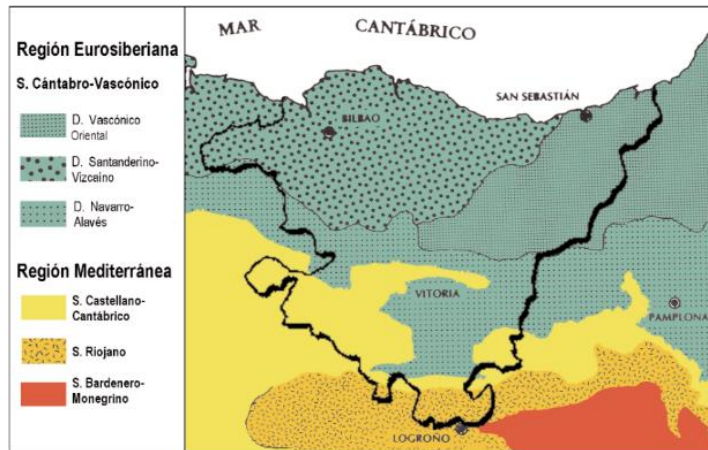 Región Eurosiberiana
S. Cántabro-Vascónico
D. Vascónico
Oriental
D. Santanderino-
Vizcaíno
D. Navarro-
Alavés
Región Mediterránea
S. Castellano-
Cantábrico
S. Riojano
S. Bardenero-
Monegrino
MAR CANTÁBRICO
SAN SEBASTIÁN
BILBAO
VITORIA
PAMPLONA
LOGROÑO